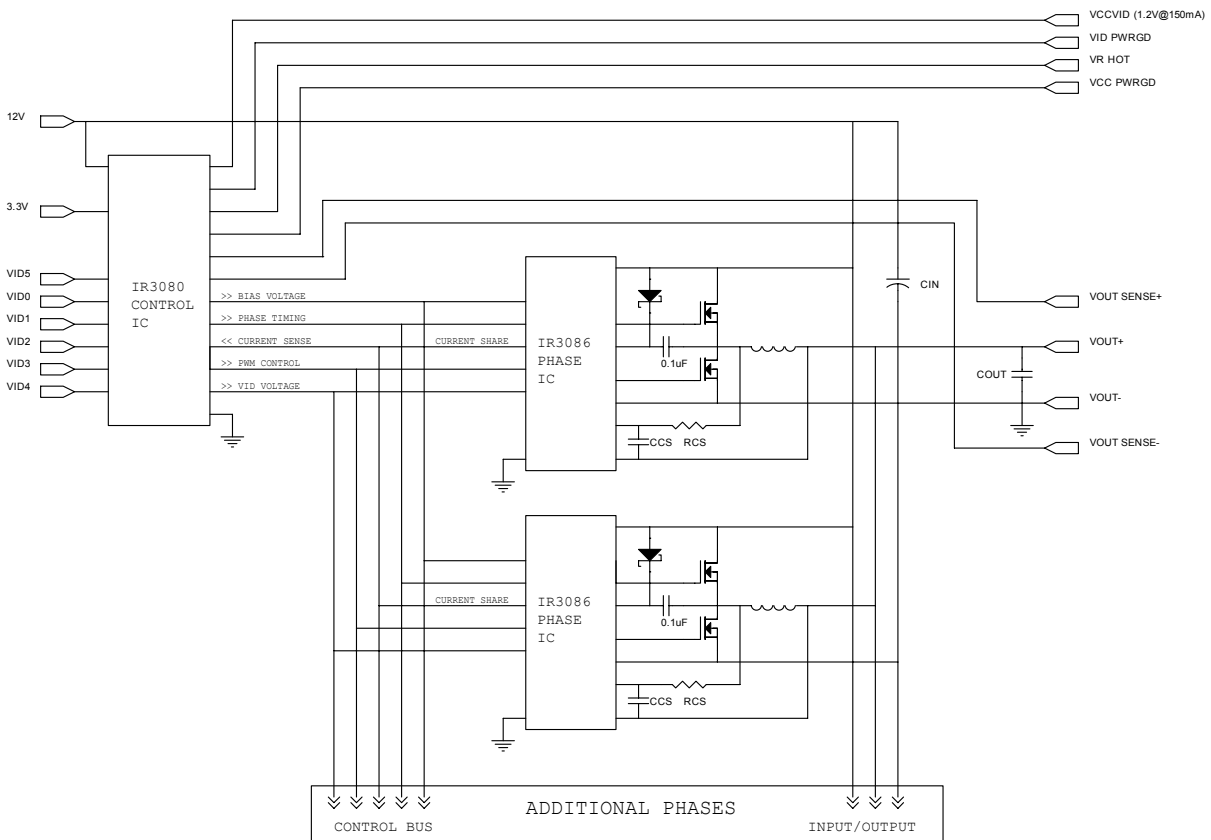 VCCVID (1.2V@150mA)
VID PWRGD
VR HOT
VCC PWRGD
12V
3.3V
VID5
VID0
VID1
VID2
VID3
VID4
IR3080
CONTROL
IC
>> BIAS VOLTAGE
>> PHASE TIMING
<< CURRENT SENSE
>> PWM CONTROL
>> VID VOLTAGE
CURRENT SHARE
IR3086
PHASE
IC
0.1uF
CCS RCS
CIN
COUT
VOUT SENSE+
VOUT+
VOUT-
VOUT SENSE-
CURRENT SHARE
IR3086
PHASE
IC
0.1uF
CCS RCS
ADDITIONAL PHASES
CONTROL BUS
INPUT/OUTPUT